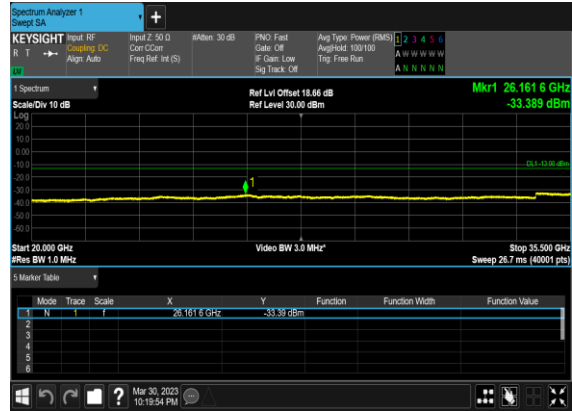 Spectrum Analyzer 1
Swept SA
+
KEYSIGHT Input: RF Input Z: 50 Ω #Atten: 30 dB PNO: Fast Avg Type: Power (RMS) 1 2 3 4 5 6
R T Coupling: DC Corr CCorr Gate: Off Avg|Hold: 100/100 A W W W W W
Align: Auto Freq Ref: Int (S) IF Gain: Low Trig: Free Run
Sig Track: Off A N N N N N
1 Spectrum
Ref Lvl Offset 18.66 dB Mkr1 26.161 6 GHz
Scale/Div 10 dB Ref Level 30.00 dBm -33.389 dBm
Log
20.0
10.0
0.00
-10.0
DL1 -13.00 dBm
-20.0
1
-30.0
-40.0
-50.0
-60.0
Start 20.000 GHz Video BW 3.0 MHz* Stop 35.500 GHz
#Res BW 1.0 MHz Sweep 26.7 ms (40001 pts)
5 Marker Table
Mode Trace Scale X Y Function Function Width Function Value
1 N 1 f 26.161 6 GHz -33.39 dBm
2
3
4
5
6
? Mar 30, 2023
10:19:54 PM